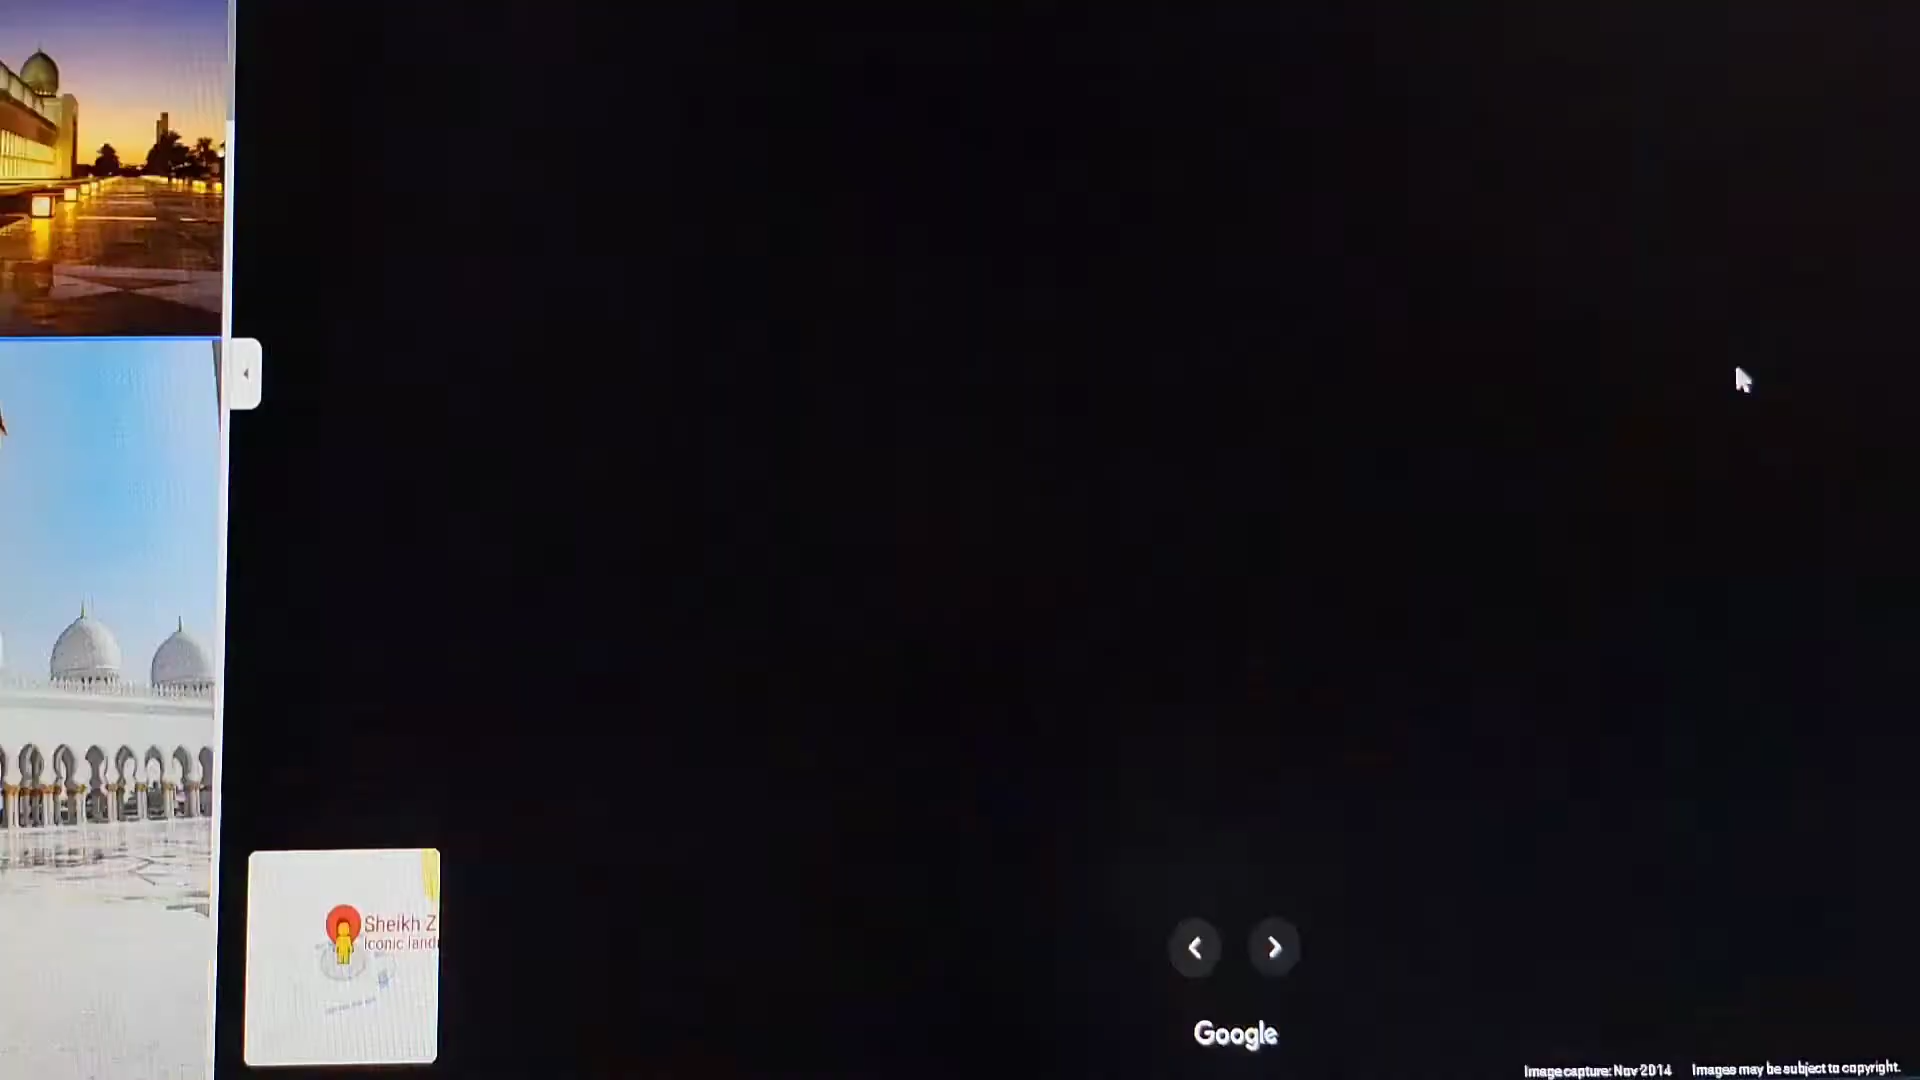 Sheikh Z
Iconic land
Google
Image capture: Nov 2014 Images may be subject to copyright.